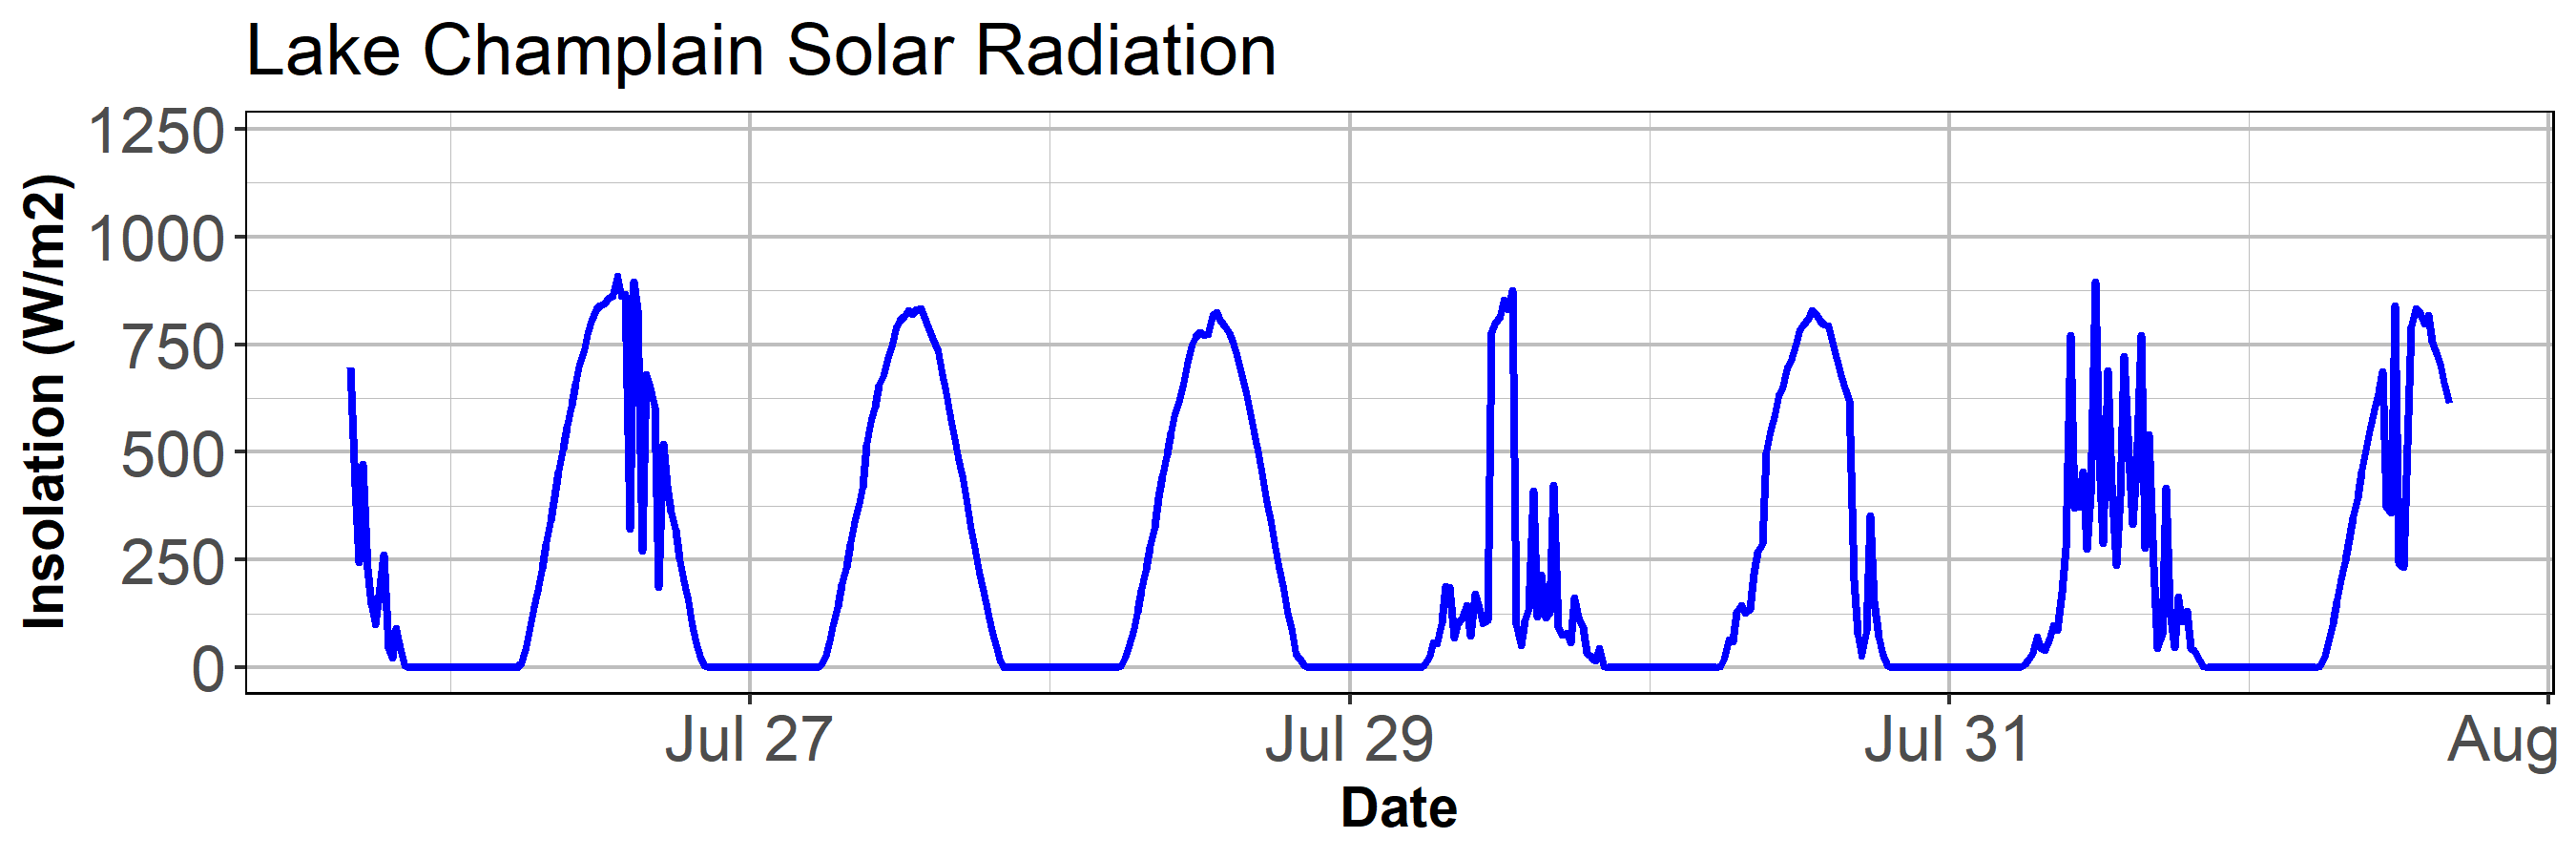 Lake Champlain Solar Radiation
1250
1000
750
500
250
0
Insolation (W/m2)
Jul 27
Jul 29
Jul 31
Aug
Date